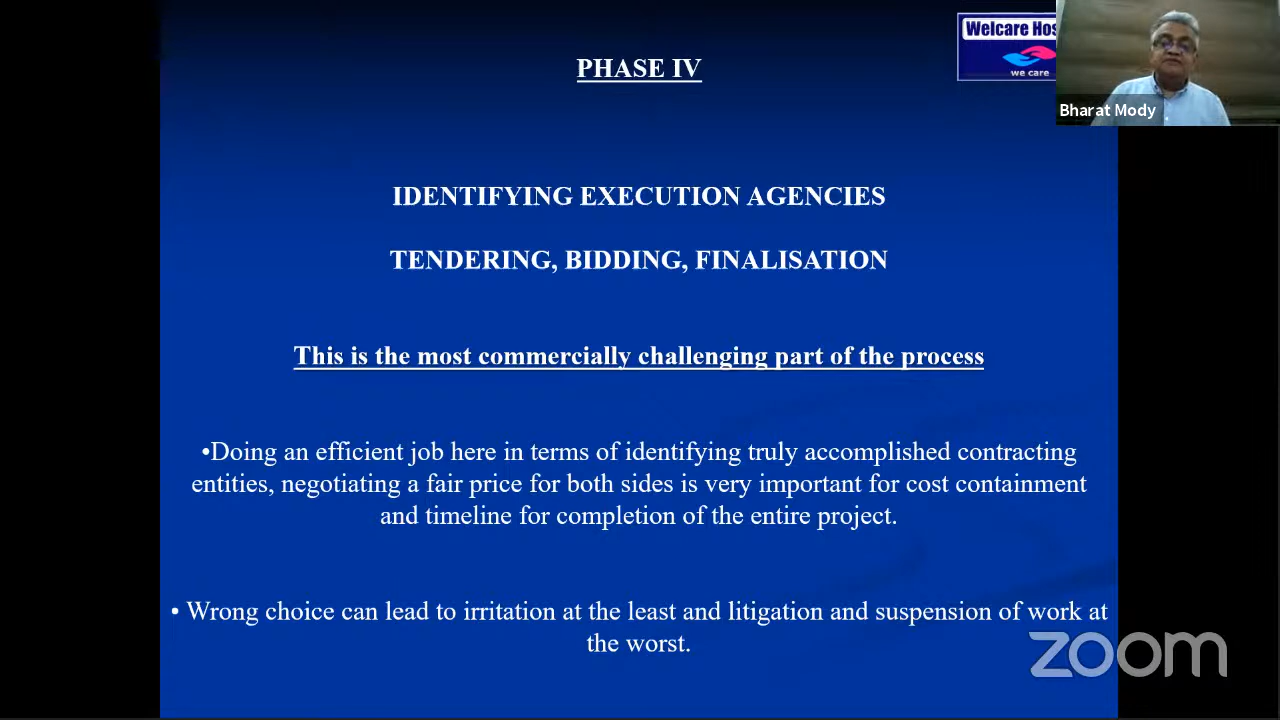 PHASE IV
Welcare Hos
we care
Bharat Mody
IDENTIFYING EXECUTION AGENCIES
TENDERING, BIDDING, FINALISATION
This is the most commercially challenging part of the process
•Doing an efficient job here in terms of identifying truly accomplished contracting
entities, negotiating a fair price for both sides is very important for cost containment
and timeline for completion of the entire project.
• Wrong choice can lead to irritation at the least and litigation and suspension of work at
the worst.
zoom